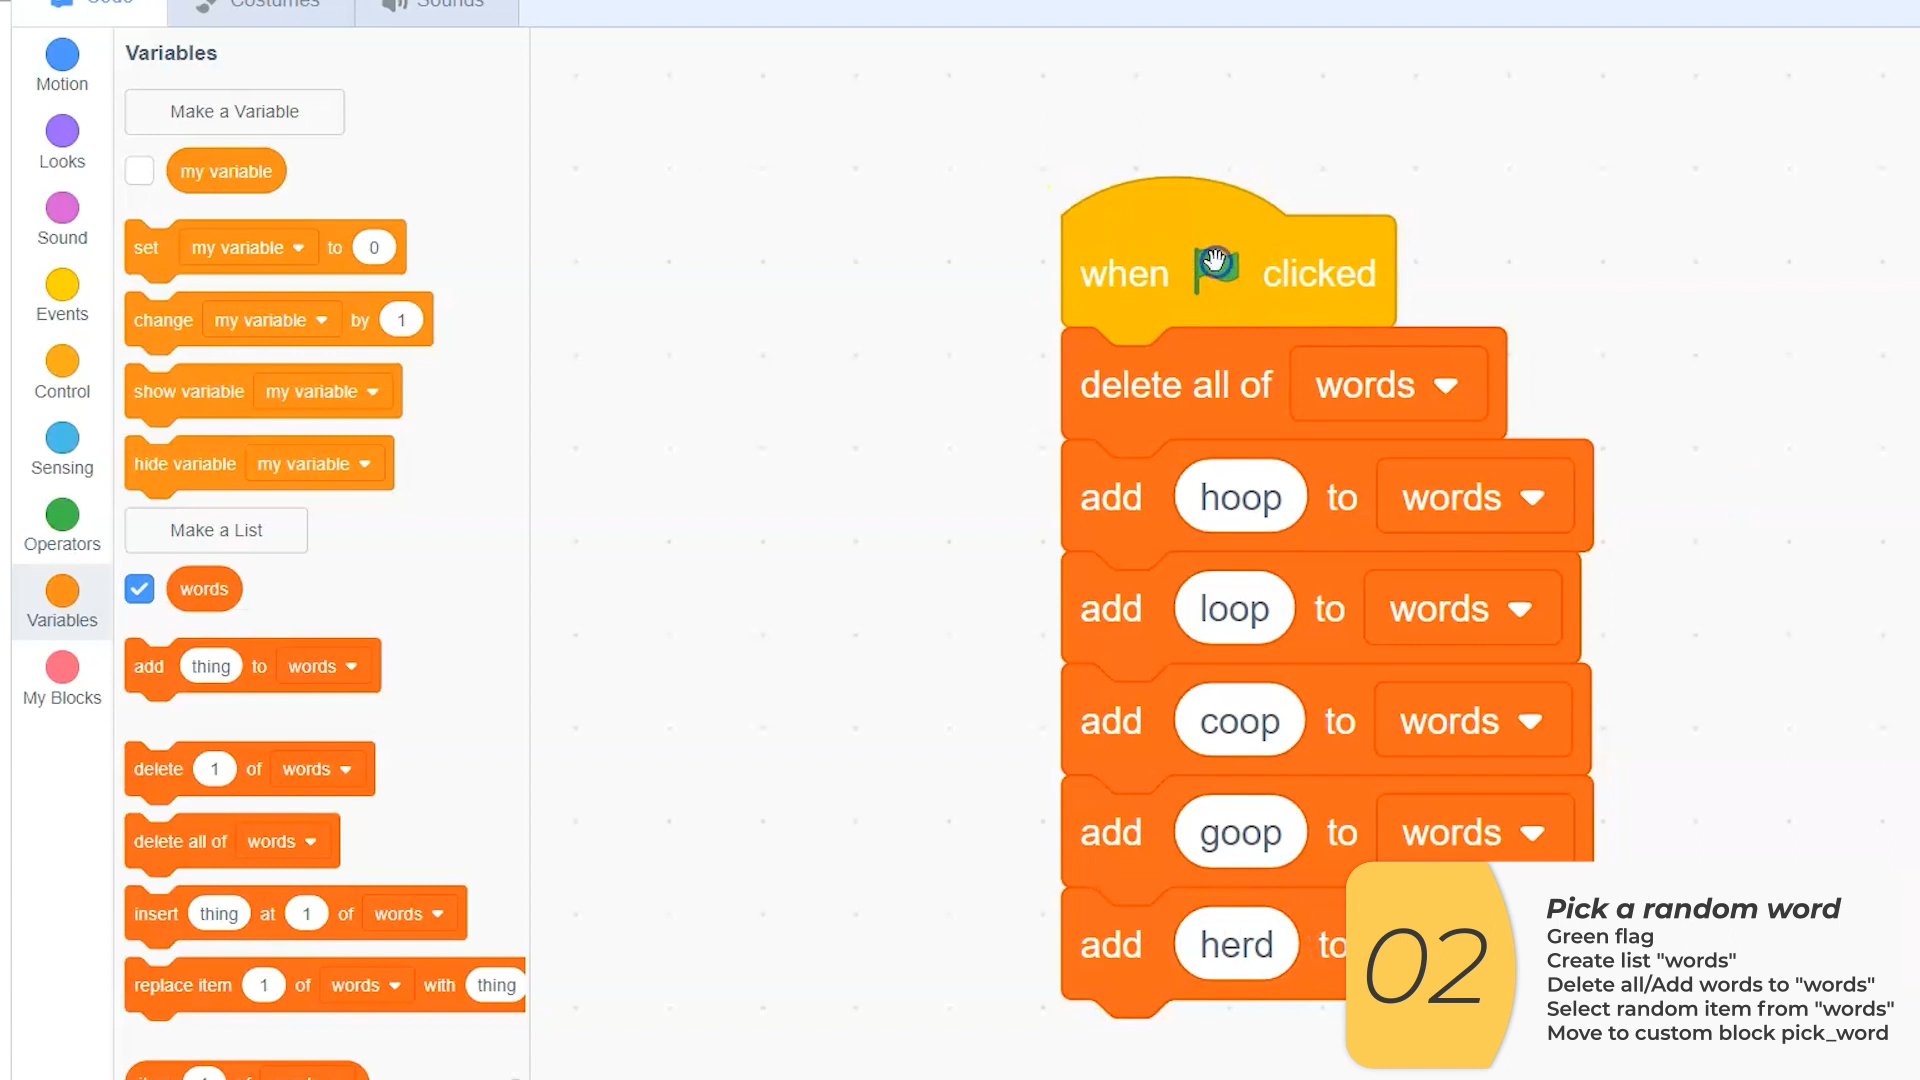 Code
Costumes
Sounds
Motion
Looks
Sound
Events
Control
Sensing
Operators
Variables
My Blocks
Variables
Make a Variable
my variable
set my variable to 0
change my variable by 1
show variable my variable
hide variable my variable
Make a List
words
add thing to words
delete 1 of words
delete all of words
insert thing at 1 of words
replace item 1 of words with thing
when clicked
delete all of words
add hoop to words
add loop to words
add coop to words
add goop to words
add herd to
02
Pick a random word
Green flag
Create list "words"
Delete all/Add words to "words"
Select random item from "words"
Move to custom block pick_word